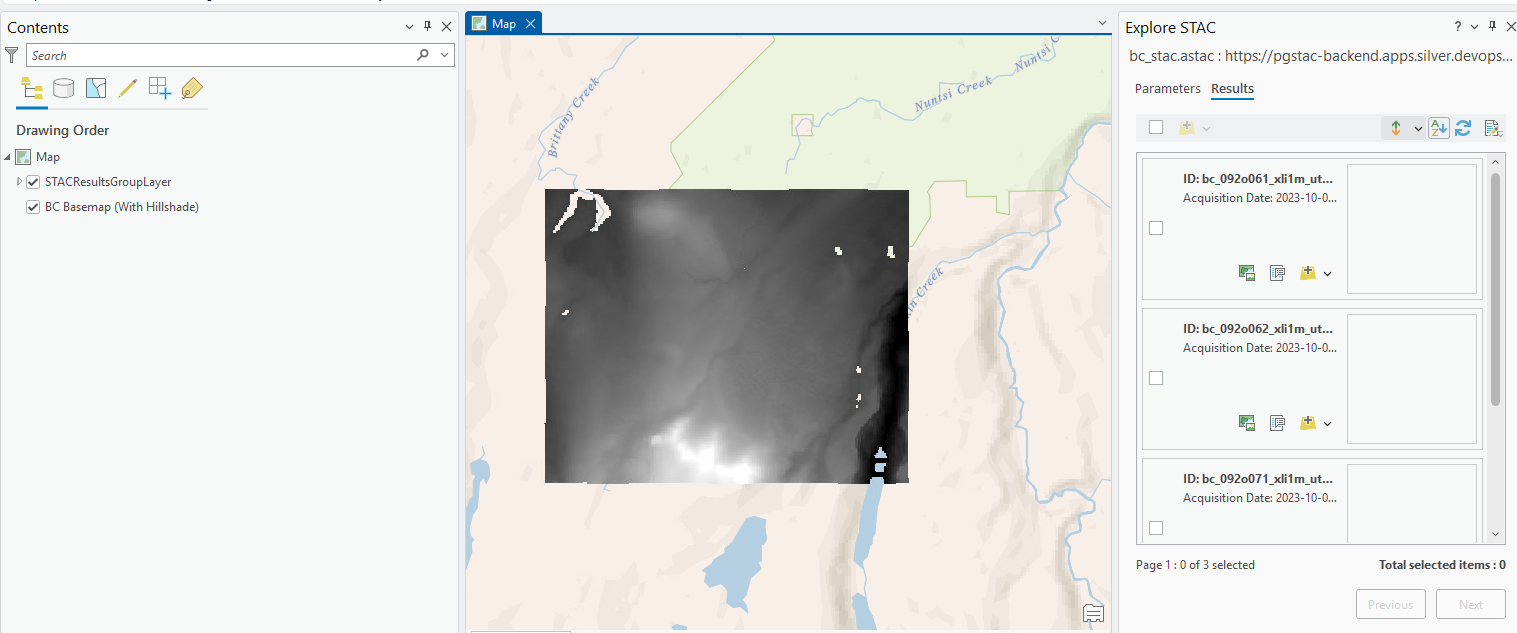 Contents
Search
Drawing Order
Map
STACResultsGroupLayer
BC Basemap (With Hillshade)
Map
Brittany Creek
Nuntsi Creek
Nuntsi C
in Creek
Explore STAC
?
bc_stac.astac : https://pgstac-backend.apps.silver.devops...
Parameters Results
A
Z
ID: bc_092o061_xli1m_ut...
Acquisition Date: 2023-10-0...
ID: bc_092o062_xli1m_ut...
Acquisition Date: 2023-10-0...
ID: bc_092o071_xli1m_ut...
Acquisition Date: 2023-10-0...
Page 1 : 0 of 3 selected Total selected items : 0
Previous Next